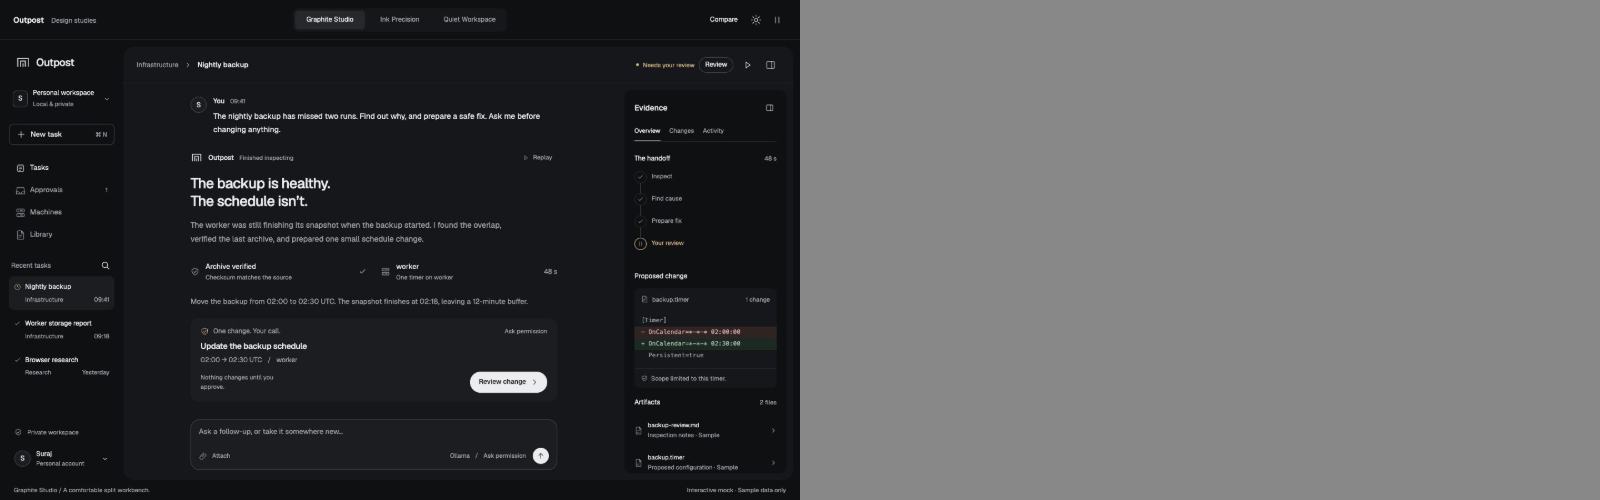 Outpost Design studies
Graphite Studio Ink Precision Quiet Workspace
Compare
Outpost
S Personal workspace
Local & private
+ New task ⌘ N
Tasks
Approvals 1
Machines
Library
Recent tasks
Nightly backup
Infrastructure 09:41
Worker storage report
Infrastructure 09:18
Browser research
Research Yesterday
Private workspace
S Suraj
Personal account
Infrastructure > Nightly backup
Needs your review Review
S You 09:41
The nightly backup has missed two runs. Find out why, and prepare a safe fix. Ask me before
changing anything.
Outpost Finished inspecting Replay
The backup is healthy.
The schedule isn't.
The worker was still finishing its snapshot when the backup started. I found the overlap,
verified the last archive, and prepared one small schedule change.
Archive verified
Checksum matches the source
worker 48 s
One timer on worker
Move the backup from 02:00 to 02:30 UTC. The snapshot finishes at 02:18, leaving a 12-minute buffer.
One change. Your call. Ask permission
Update the backup schedule
02:00 → 02:30 UTC / worker
Nothing changes until you
approve.
Review change >
Ask a follow-up, or take it somewhere new...
Attach Ollama / Ask permission
Evidence
Overview Changes Activity
The handoff 48 s
Inspect
Find cause
Prepare fix
Your review
Proposed change
backup.timer 1 change
[Timer]
- OnCalendar=*-*-* 02:00:00
+ OnCalendar=*-*-* 02:30:00
Persistent=true
Scope limited to this timer.
Artifacts 2 files
backup-review.md
Inspection notes · Sample
backup.timer
Proposed configuration · Sample
Graphite Studio / A comfortable split workbench.
Interactive mock · Sample data only